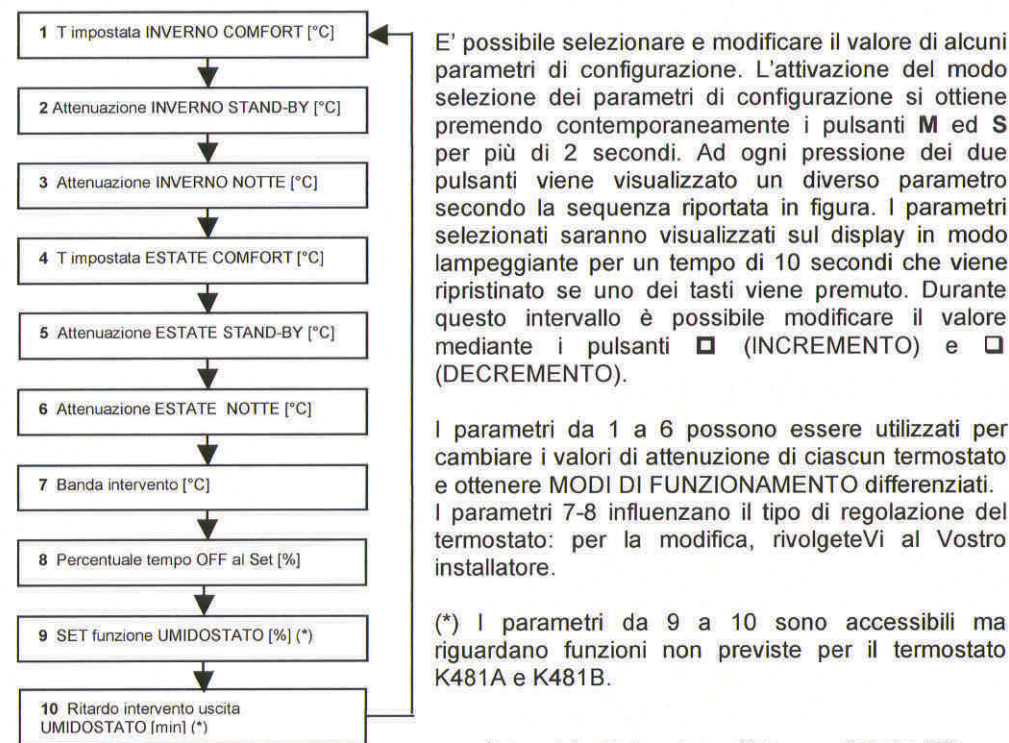 1 T impostata INVERNO COMFORT [°C]
2 Attenuazione INVERNO STAND-BY [°C]
3 Attenuazione INVERNO NOTTE [°C]
4 T impostata ESTATE COMFORT [°C]
5 Attenuazione ESTATE STAND-BY [°C]
6 Attenuazione ESTATE NOTTE [°C]
7 Banda intervento [°C]
8 Percentuale tempo OFF al Set [%]
9 SET funzione UMIDOSTATO [%] (*)
10 Ritardo intervento uscita
UMIDOSTATO [min] (*)
E' possibile selezionare e modificare il valore di alcuni
parametri di configurazione. L'attivazione del modo
selezione dei parametri di configurazione si ottiene
premendo contemporaneamente i pulsanti M ed S
per più di 2 secondi. Ad ogni pressione dei due
pulsanti viene visualizzato un diverso parametro
secondo la sequenza riportata in figura. I parametri
selezionati saranno visualizzati sul display in modo
lampeggiante per un tempo di 10 secondi che viene
ripristinato se uno dei tasti viene premuto. Durante
questo intervallo è possibile modificare il valore
mediante i pulsanti (INCREMENTO) e
(DECREMENTO).
I parametri da 1 a 6 possono essere utilizzati per
cambiare i valori di attenuzione di ciascun termostato
e ottenere MODI DI FUNZIONAMENTO differenziati.
I parametri 7-8 influenzano il tipo di regolazione del
termostato: per la modifica, rivolgeteVi al Vostro
installatore.
(*) I parametri da 9 a 10 sono accessibili ma
riguardano funzioni non previste per il termostato
K481A e K481B.